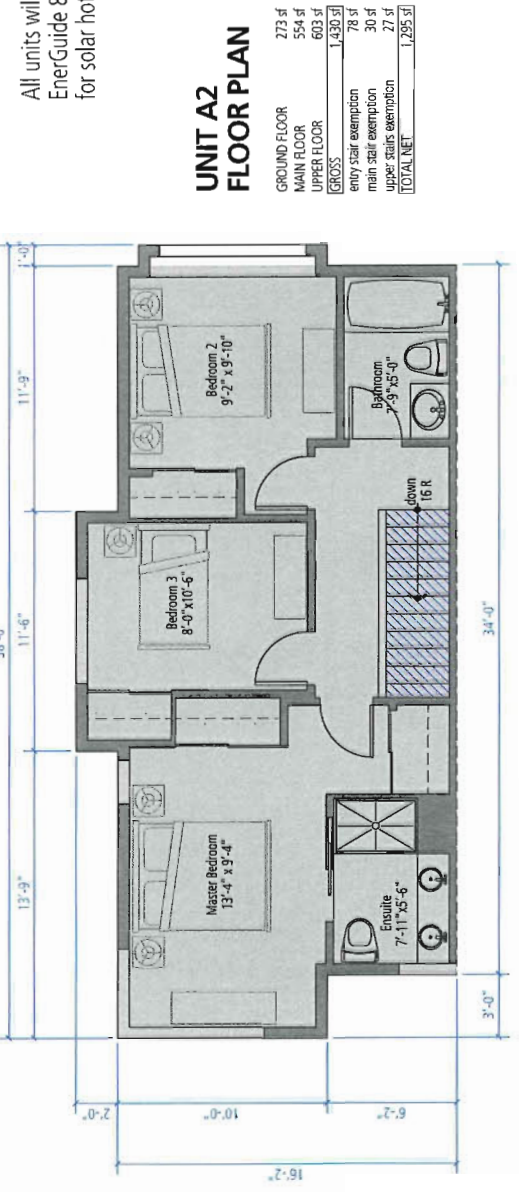 All units will
EnerGuide 8
for solar hot
UNIT A2
FLOOR PLAN
GROUND FLOOR 273 sf
MAIN FLOOR 554 sf
UPPER FLOOR 603 sf
GROSS 1,430 sf
entry stair exemption 78 sf
main stair exemption 30 sf
upper stairs exemption 27 sf
TOTAL NET 1,295 sf
13'-9"
11'-6"
11'-9"
1'-0"
Master Bedroom
13'-4" x 9'-4"
Bedroom 3
8'-0"x10'-6"
Bedroom 2
9'-2" x 9'-10"
Ensuite
7'-11"x5'-6"
Bathroom
7'-9"x5'-0"
down
16 R
3'-0"
34'-0"
2'-0"
10'-0"
6'-2"
16'-2"